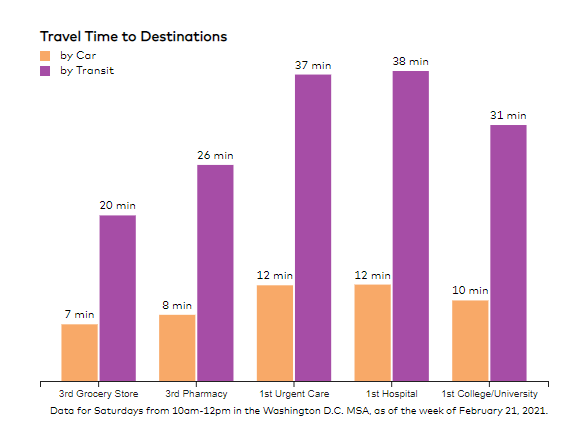 Travel Time to Destinations
by Car
by Transit
37 min
38 min
31 min
26 min
20 min
12 min
12 min
10 min
8 min
7 min
3rd Grocery Store
3rd Pharmacy
1st Urgent Care
1st Hospital
1st College/University
Data for Saturdays from 10am-12pm in the Washington D.C. MSA, as of the week of February 21, 2021.